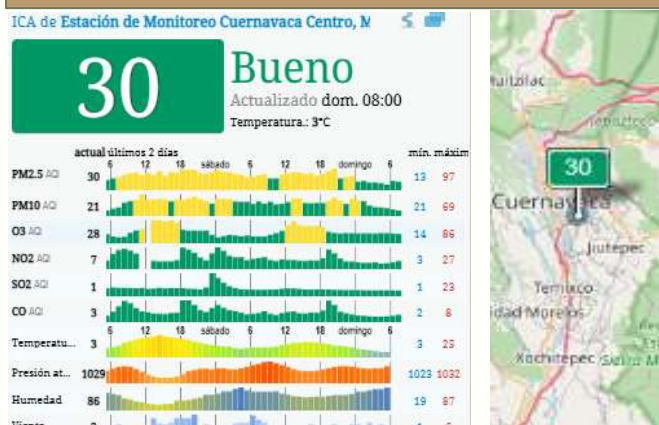 ICA de Estación de Monitoreo Cuernavaca Centro, M
30
Bueno
Actualizado dom. 08:00
Temperatura.: 3°C
actual últimos 2 días mín. máxim
6 12 18 sábado 6 12 18 domingo 6
PM2.5 AQI 30 13 97
PM10 AQI 21 21 69
O3 AQI 28 14 86
NO2 AQI 7 3 27
SO2 AQI 1 1 23
CO AQI 3 2 8
6 12 18 sábado 6 12 18 domingo 6
Temperatu... 3 3 25
Presión at... 1029 1023 1032
Humedad 86 19 87
Viento
Huitzilac
30
Cuernavaca
Jiutepec
Temixco
Xochitepec